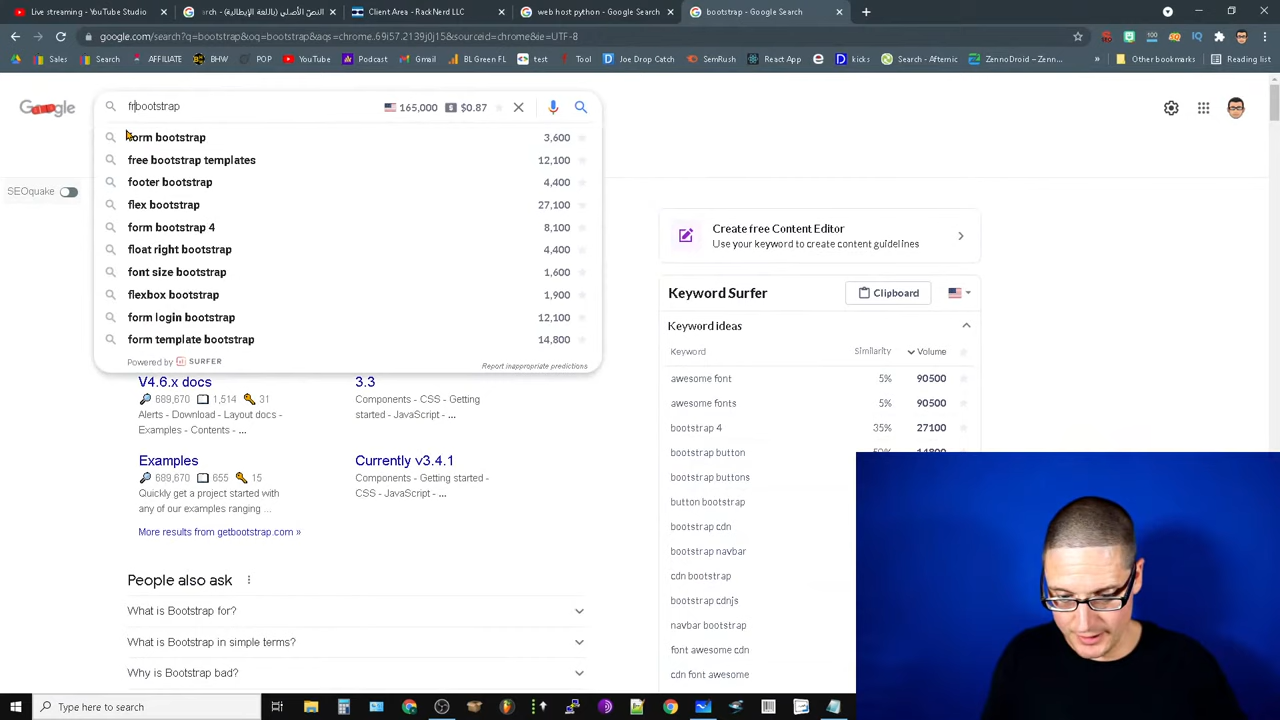 Live streaming - YouTube Studio
rch - النصّ الأصلي (باللغة الإيطالية)
Client Area - RackNerd LLC
web host python - Google Search
bootstrap - Google Search
google.com/search?q=bootstrap&oq=bootstrap&aqs=chrome.69i57.2139j0j15&sourceid=chrome&ie=UTF-8
Sales
Search
AFFILIATE
BHW
POP
YouTube
Podcast
Gmail
BL Green FL
Tool
Joe Drop Catch
SemRush
React App
kicks
Search - Afternic
ZennoDroid – Zenn...
Other bookmarks
(11) Dynamic...
Google
frbootstrap
165,000
$0.87
form bootstrap 3,600
free bootstrap templates 12,100
footer bootstrap 4,400
flex bootstrap 27,100
form bootstrap 4 8,100
float right bootstrap 4,400
font size bootstrap 1,600
flexbox bootstrap 1,900
form login bootstrap 12,100
form template bootstrap 14,800
Powered by SURFER
Report inappropriate predictions
SEOquake
V4.6.x docs
689,670 1,514 31
Alerts - Download - Layout docs -
Examples - Contents - ...
3.3
Components - CSS - Getting
started - JavaScript - ...
Examples
689,670 655 15
Quickly get a project started with
any of our examples ranging ...
Currently v3.4.1
Components - Getting started -
CSS - JavaScript - ...
More results from getbootstrap.com »
People also ask
What is Bootstrap for?
What is Bootstrap in simple terms?
Why is Bootstrap bad?
Create free Content Editor
Use your keyword to create content guidelines
Keyword Surfer
Clipboard
Keyword ideas
Keyword Similarity Volume
awesome font 5% 90500
awesome fonts 5% 90500
bootstrap 4 35% 27100
bootstrap button
bootstrap buttons
button bootstrap
bootstrap cdn
bootstrap navbar
cdn bootstrap
bootstrap cdnjs
navbar bootstrap
font awesome cdn
cdn font awesome
Type here to search